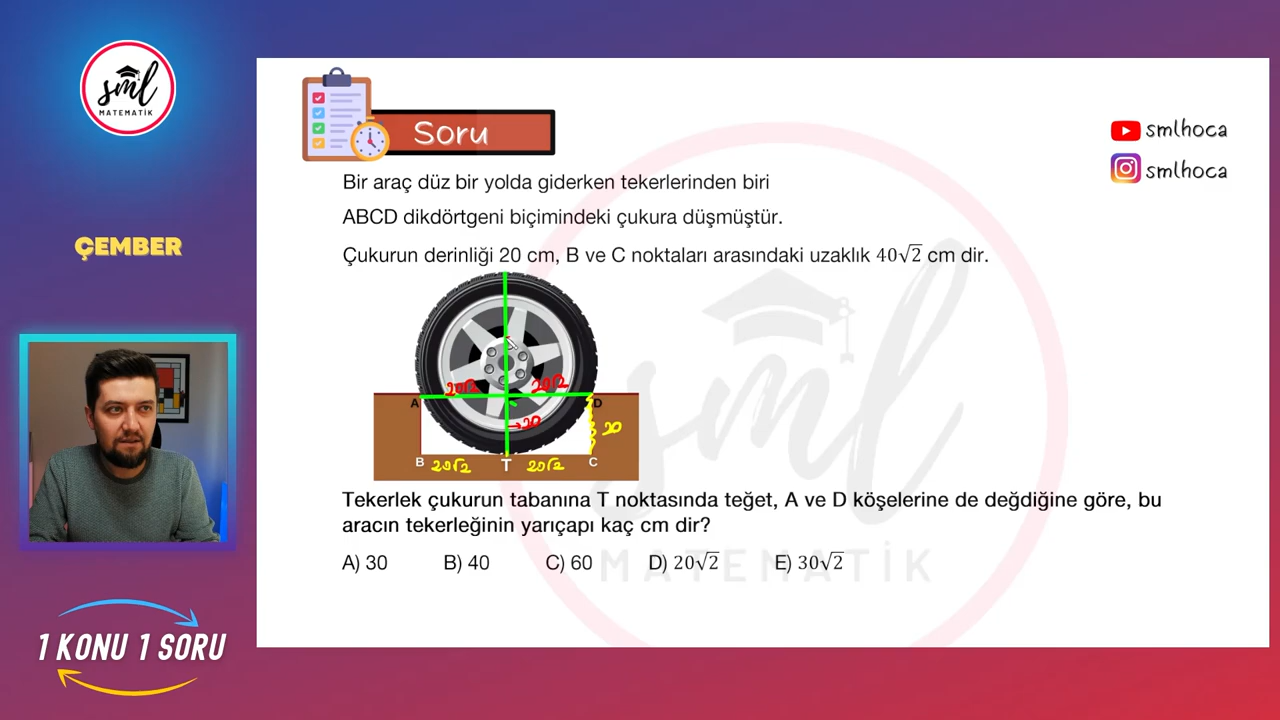 sml
MATEMATİK
Soru
smlhoca
smlhoca
Bir araç düz bir yolda giderken tekerlerinden biri
ABCD dikdörtgeni biçimindeki çukura düşmüştür.
ÇEMBER
Çukurun derinliği 20 cm, B ve C noktaları arasındaki uzaklık 40√2 cm dir.
20√2 20√2
A D
20 20
B 20√2 T 20√2 C
Tekerlek çukurun tabanına T noktasında teğet, A ve D köşelerine de değdiğine göre, bu
aracın tekerleğinin yarıçapı kaç cm dir?
A) 30 B) 40 C) 60 D) 20√2 E) 30√2
sml
MATEMATİK
1 KONU 1 SORU